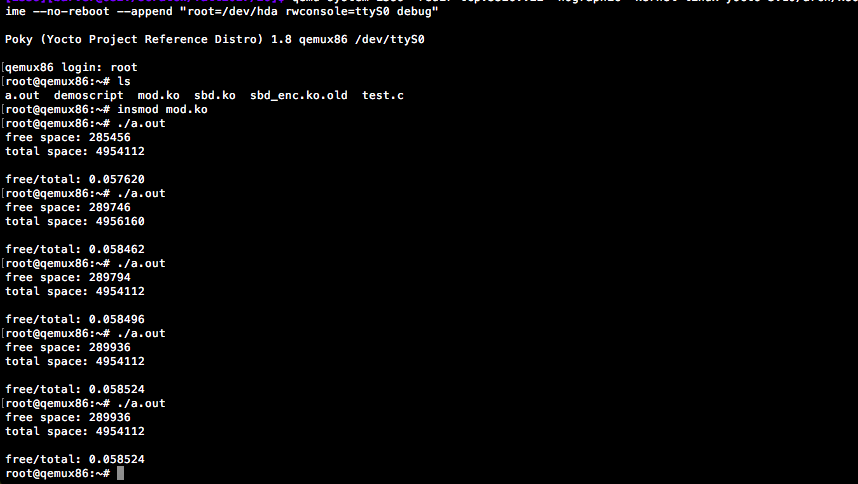 ime --no-reboot --append "root=/dev/hda rwconsole=ttyS0 debug"
Poky (Yocto Project Reference Distro) 1.8 qemux86 /dev/ttyS0
[qemux86 login: root
[root@qemux86:~# ls
a.out  demoscript  mod.ko  sbd.ko  sbd_enc.ko.old  test.c
[root@qemux86:~# insmod mod.ko
[root@qemux86:~# ./a.out
free space: 285456
total space: 4954112
free/total: 0.057620
[root@qemux86:~# ./a.out
free space: 289746
total space: 4956160
free/total: 0.058462
[root@qemux86:~# ./a.out
free space: 289794
total space: 4954112
free/total: 0.058496
[root@qemux86:~# ./a.out
free space: 289936
total space: 4954112
free/total: 0.058524
[root@qemux86:~# ./a.out
free space: 289936
total space: 4954112
free/total: 0.058524
root@qemux86:~#